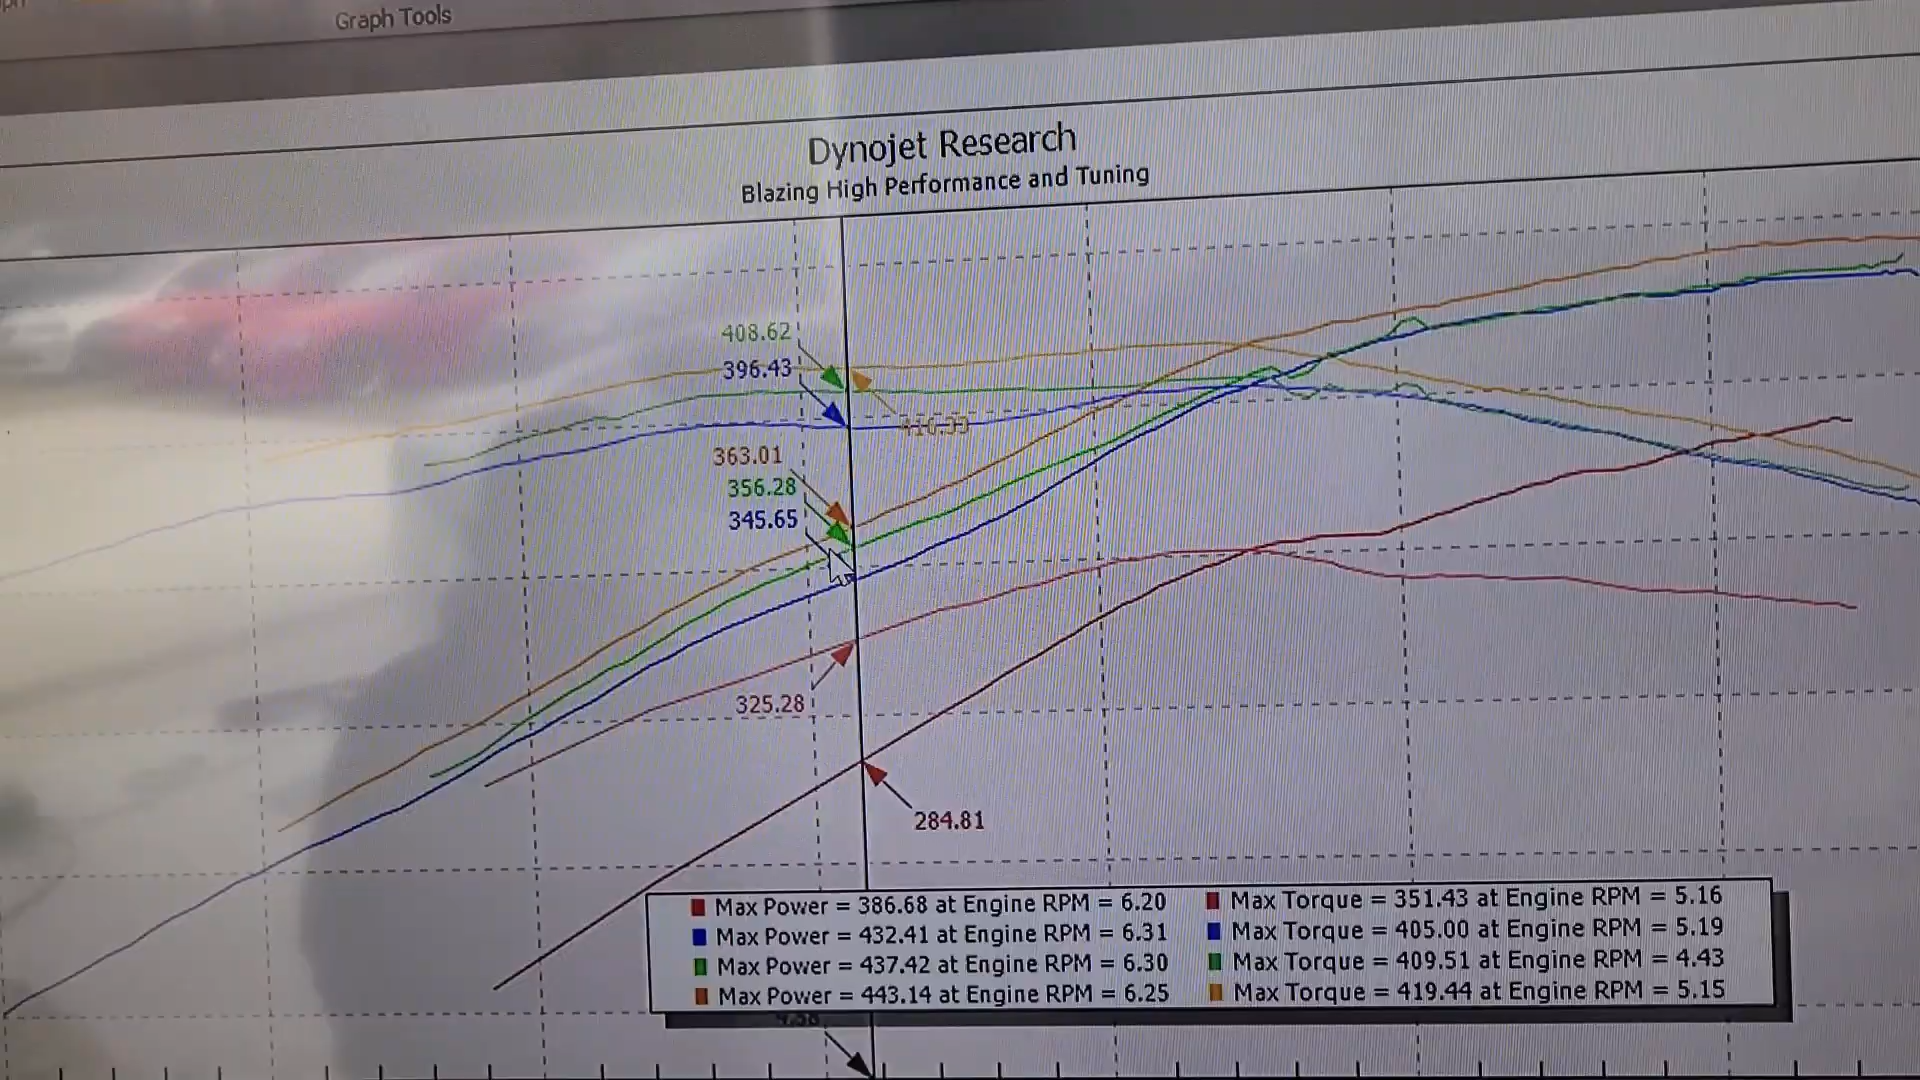 Graph Tools
Dynojet Research
Blazing High Performance and Tuning
408.62
396.43
363.01
356.28
345.65
325.28
284.81
Max Power = 386.68 at Engine RPM = 6.20 Max Torque = 351.43 at Engine RPM = 5.16
Max Power = 432.41 at Engine RPM = 6.31 Max Torque = 405.00 at Engine RPM = 5.19
Max Power = 437.42 at Engine RPM = 6.30 Max Torque = 409.51 at Engine RPM = 4.43
Max Power = 443.14 at Engine RPM = 6.25 Max Torque = 419.44 at Engine RPM = 5.15